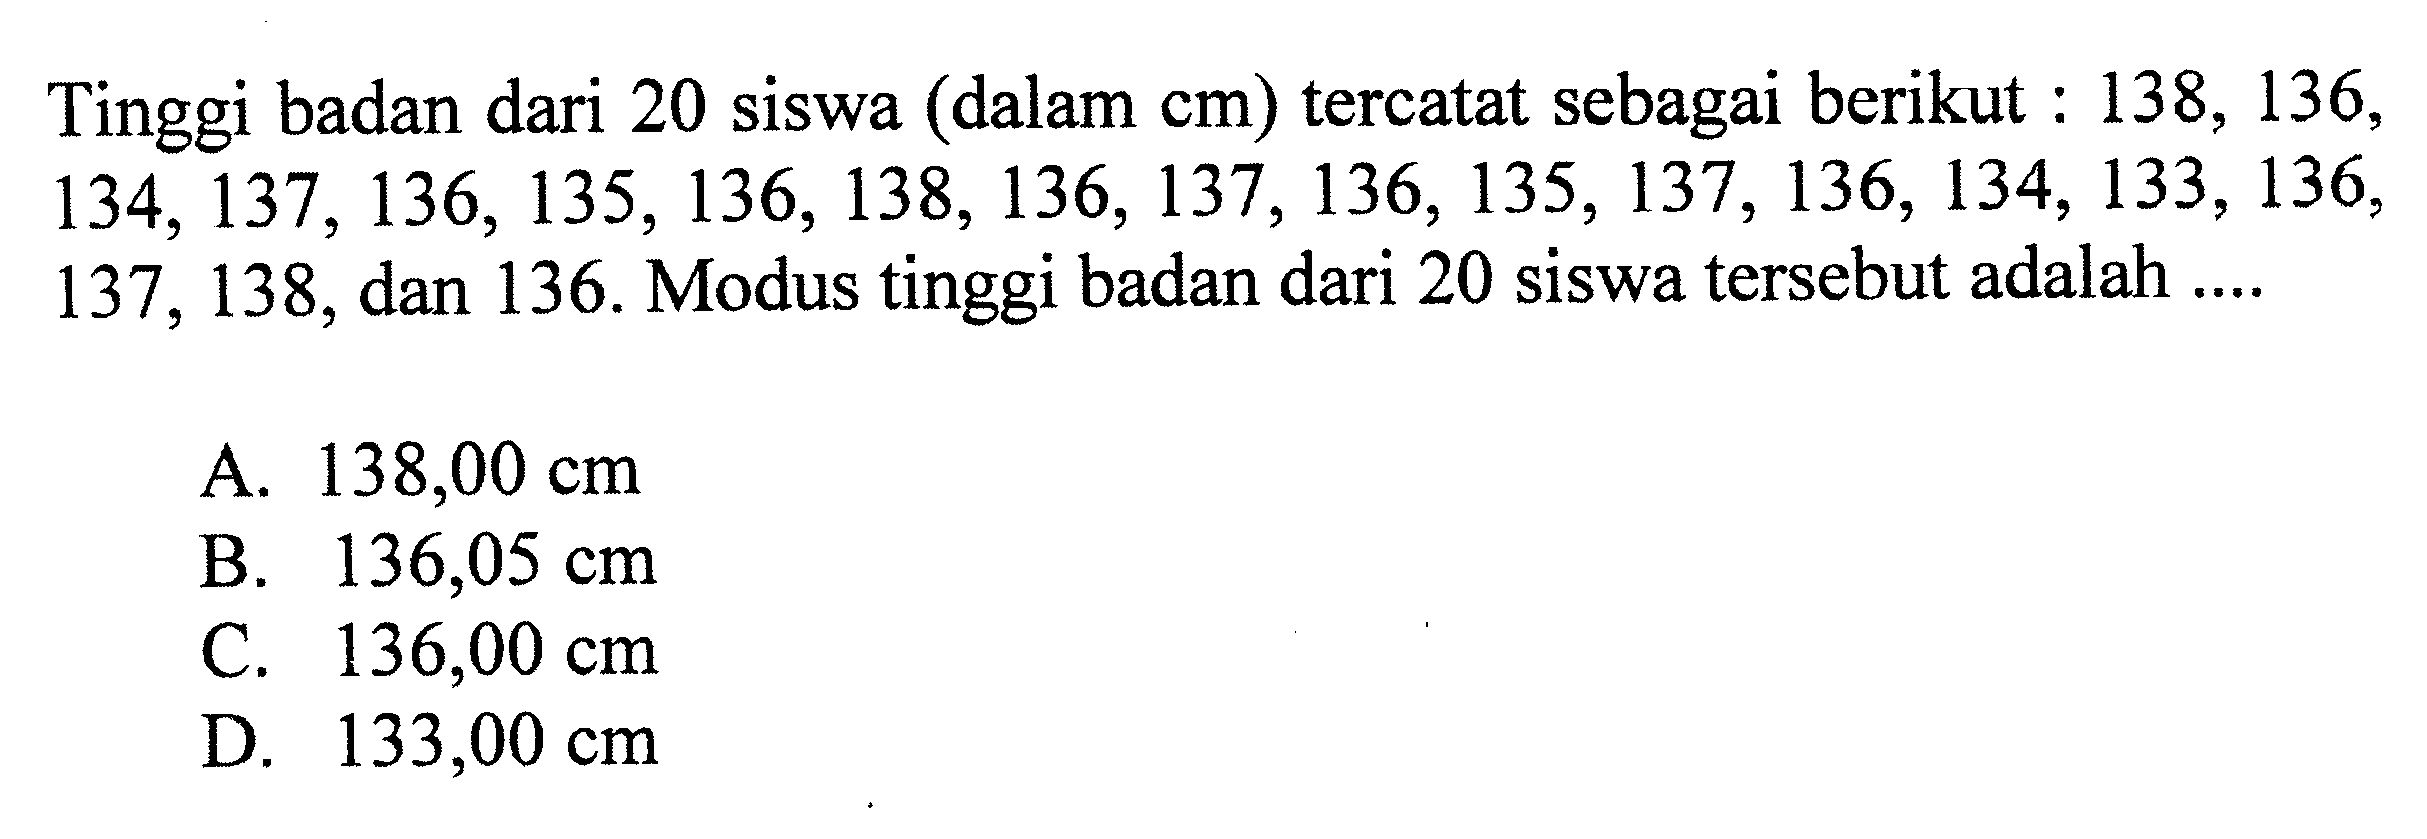 Tinggi badan dari 20 siswa (dalam cm) tercatat sebagai berikut : 138, 136,
134, 137, 136, 135, 136, 138, 136, 137, 136, 135, 137, 136, 134, 133, 136,
137, 138, dan 136. Modus tinggi badan dari 20 siswa tersebut adalah ....
A. 138,00 cm
B. 136,05 cm
C. 136,00 cm
D. 133,00 cm